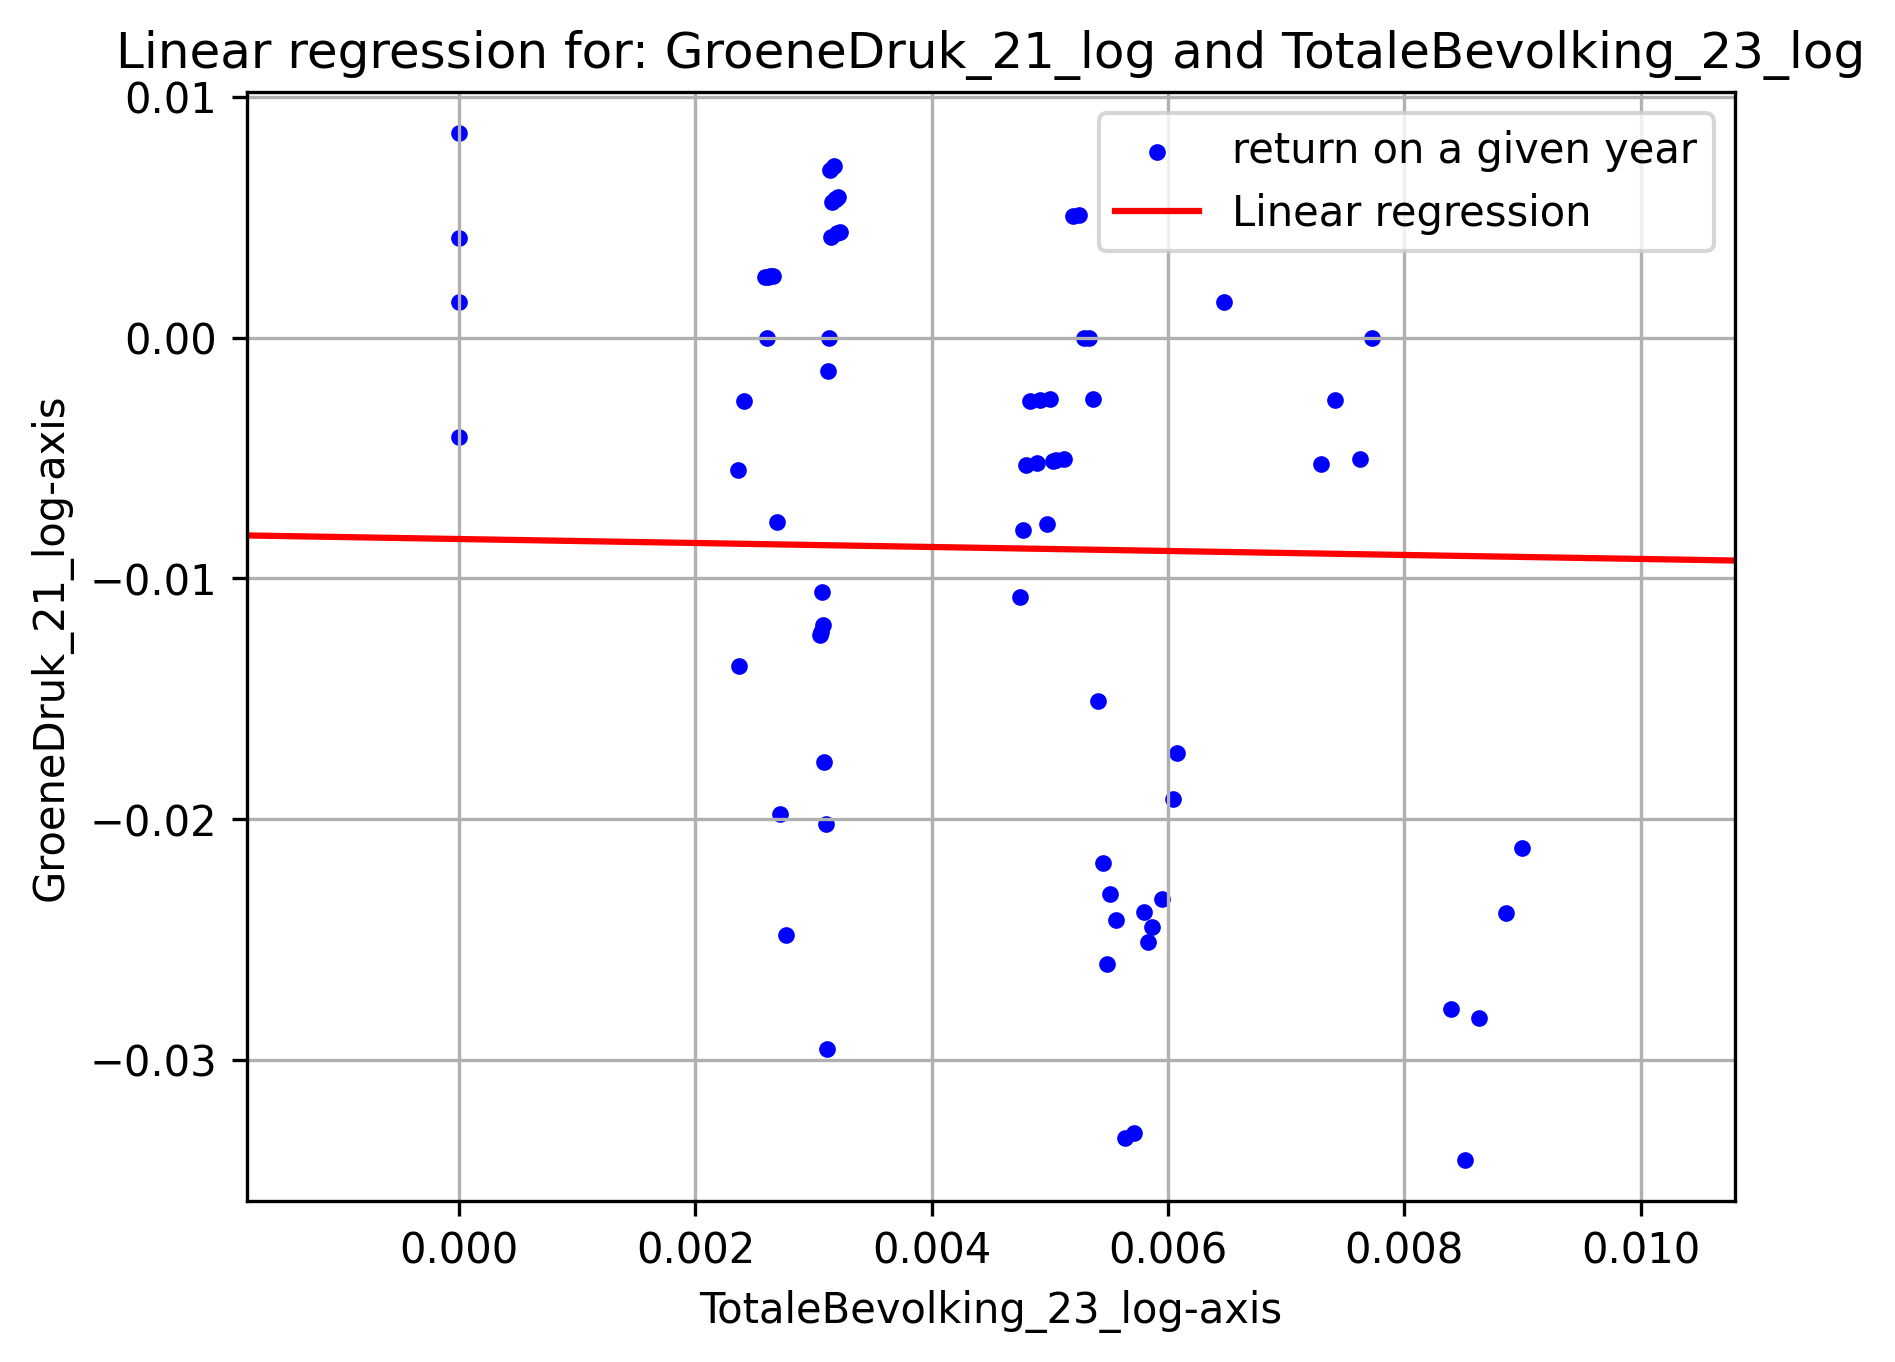 Linear regression for: GroeneDruk_21_log and TotaleBevolking_23_log
return on a given year
Linear regression
GroeneDruk_21_log-axis
0.01
0.00
−0.01
−0.02
−0.03
0.000
0.002
0.004
0.006
0.008
0.010
TotaleBevolking_23_log-axis